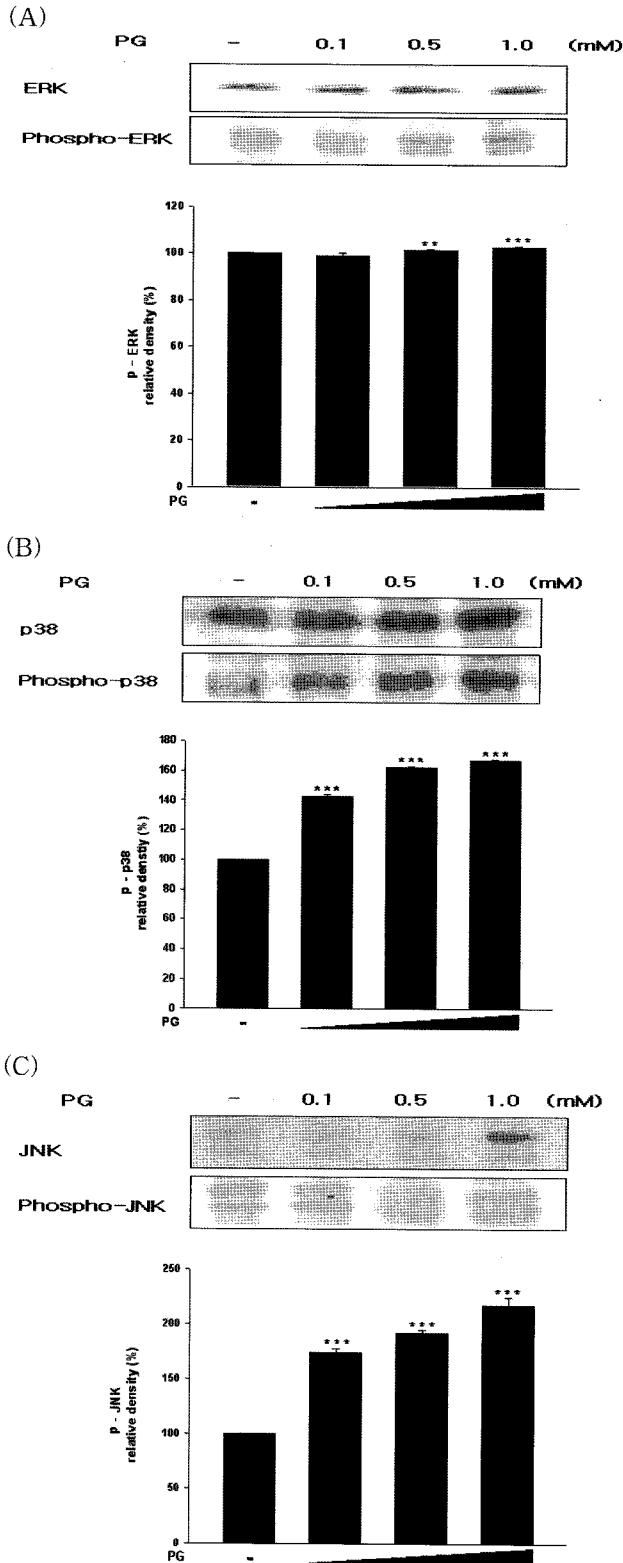 (A)
PG - 0.1 0.5 1.0 (mM)
ERK
Phospho-ERK
120
100
80
60
40
20
0
** ***
p - ERK
relative density (%)
PG -
(B)
PG - 0.1 0.5 1.0 (mM)
p38
Phospho-p38
180
160
140
120
100
80
60
40
20
0
*** *** ***
p - p38
relative denstiy (%)
PG -
(C)
PG - 0.1 0.5 1.0 (mM)
JNK
Phospho-JNK
250
200
150
100
50
0
*** *** ***
p - JNK
relative density (%)
PG -